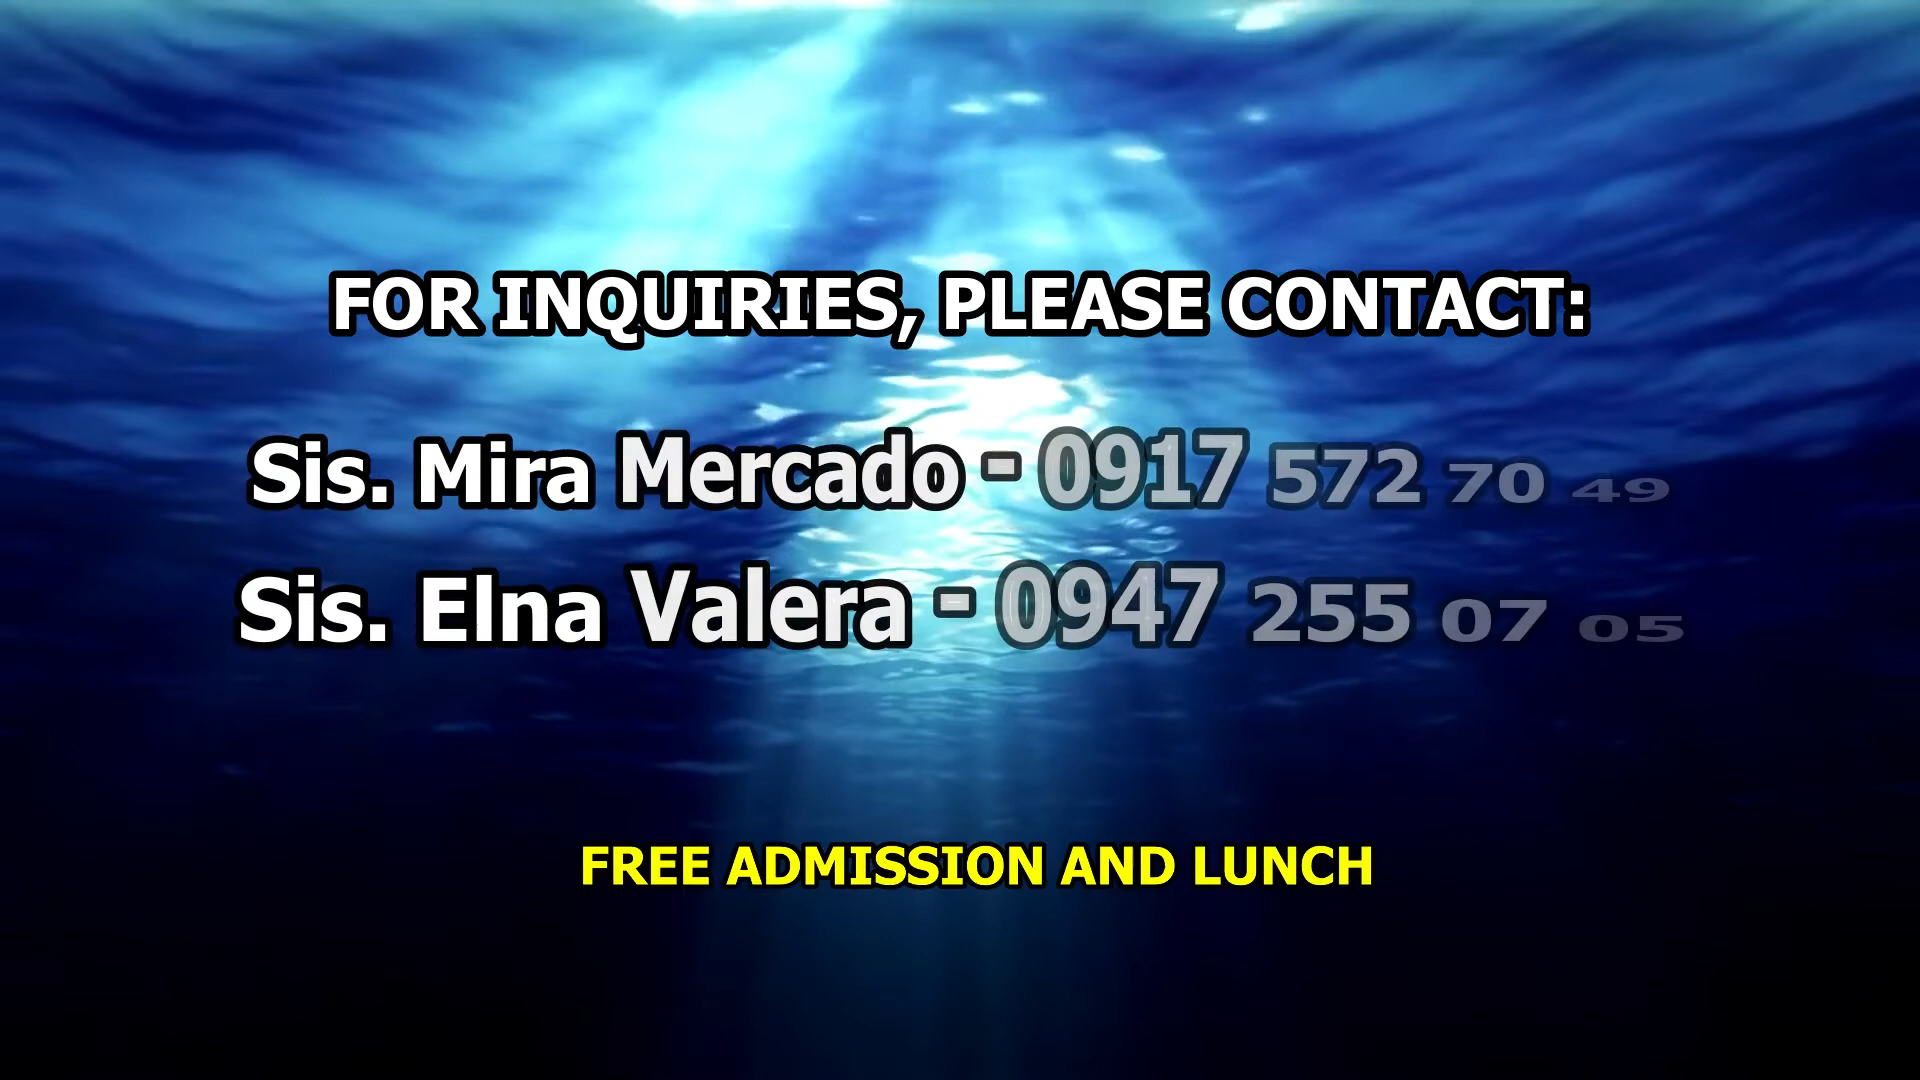 FOR INQUIRIES, PLEASE CONTACT:
Sis. Mira Mercado - 0917 572 70 49
Sis. Elna Valera - 0947 255 07 05
FREE ADMISSION AND LUNCH